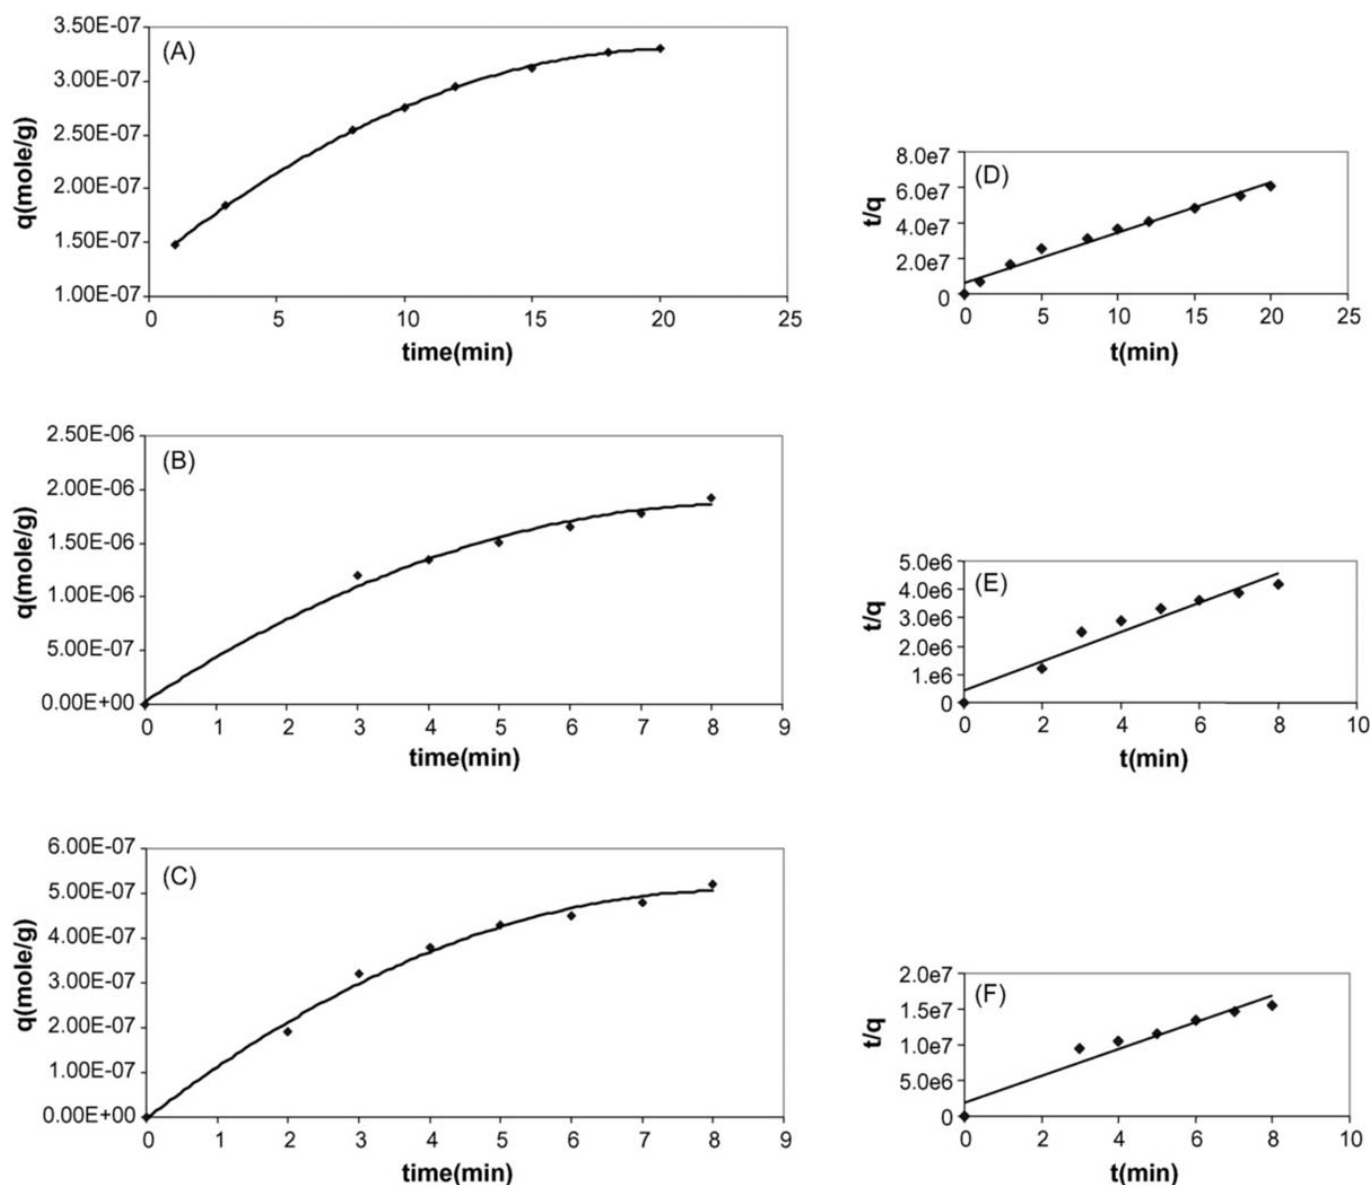 (A)
3.50E-07
3.00E-07
2.50E-07
2.00E-07
1.50E-07
1.00E-07
q(mole/g)
0 5 10 15 20 25
time(min)
(D)
8.0e7
6.0e7
4.0e7
2.0e7
0
t/q
0 5 10 15 20 25
t(min)
(B)
2.50E-06
2.00E-06
1.50E-06
1.00E-06
5.00E-07
0.00E+00
q(mole/g)
0 1 2 3 4 5 6 7 8 9
time(min)
(E)
5.0e6
4.0e6
3.0e6
2.0e6
1.e6
0
t/q
0 2 4 6 8 10
t(min)
(C)
6.00E-07
5.00E-07
4.00E-07
3.00E-07
2.00E-07
1.00E-07
0.00E+00
q(mole/g)
0 1 2 3 4 5 6 7 8 9
time(min)
(F)
2.0e7
1.5e7
1.0e7
5.0e6
0
t/q
0 2 4 6 8 10
t(min)